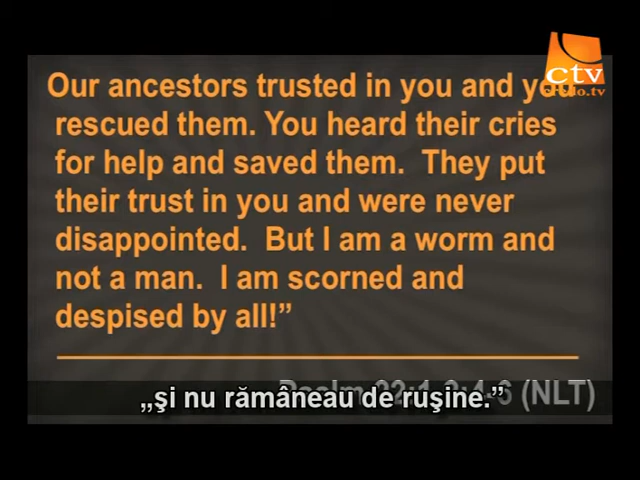 ctv
Our ancestors trusted in you and you
rescued them. You heard their cries
for help and saved them. They put
their trust in you and were never
disappointed. But I am a worm and
not a man. I am scorned and
despised by all!”
(NLT)
„şi nu rămâneau de ruşine.”